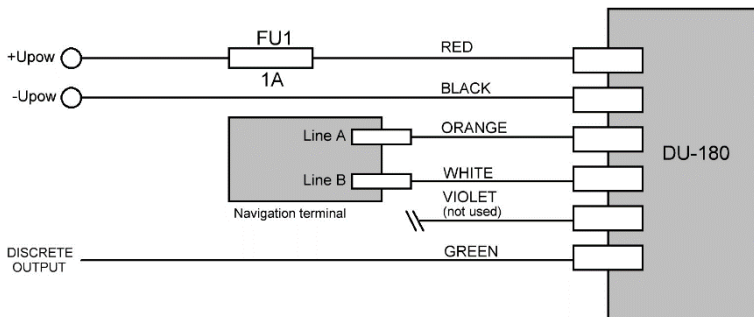 FU1
RED
+Upow
1A
BLACK
-Upow
Line A
ORANGE
DU-180
Line B
WHITE
VIOLET
(not used)
Navigation terminal
GREEN
DISCRETE
OUTPUT